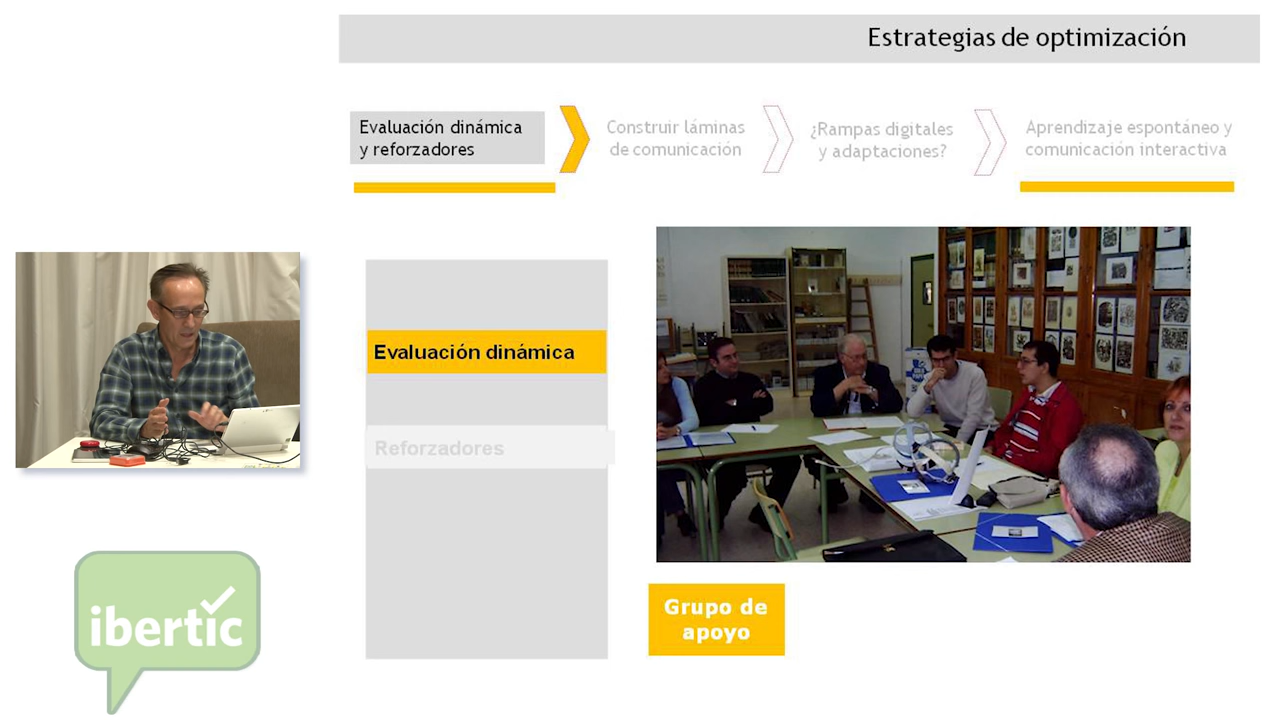 Estrategias de optimización
Evaluación dinámica
y reforzadores
Construir láminas
de comunicación
¿Rampas digitales
y adaptaciones?
Aprendizaje espontáneo y
comunicación interactiva
Evaluación dinámica
Reforzadores
Grupo de
apoyo
ibertic